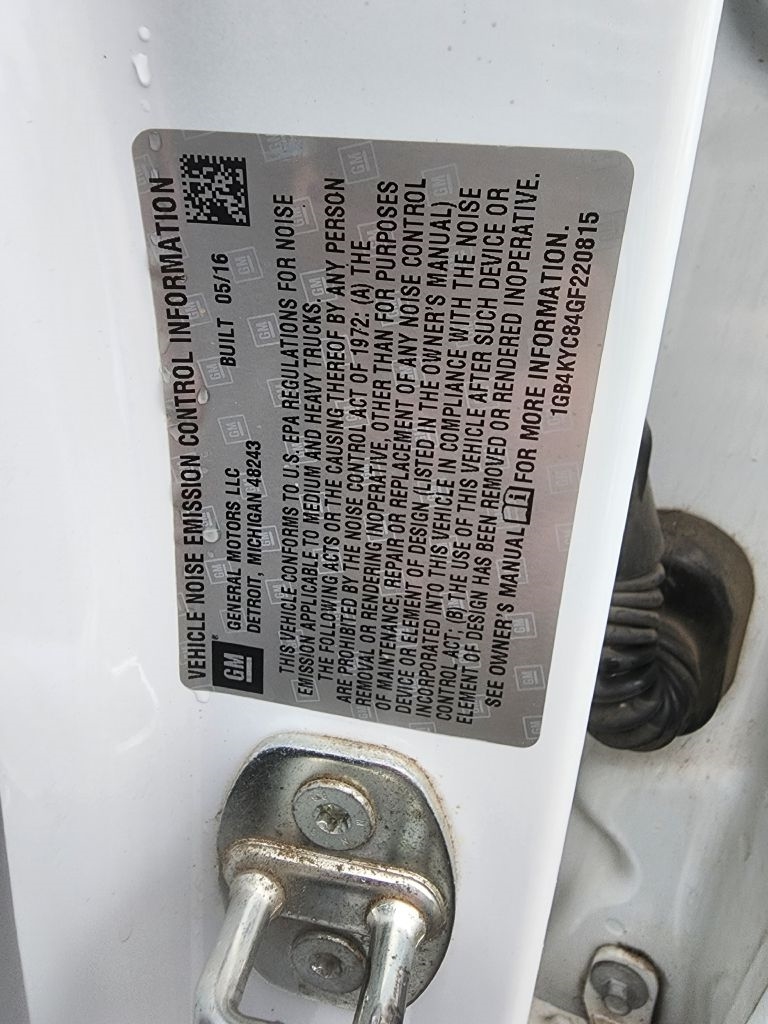 VEHICLE NOISE EMISSION CONTROL INFORMATION
GM
GENERAL MOTORS LLC BUILT 05/16
DETROIT, MICHIGAN 48243
THIS VEHICLE CONFORMS TO U.S. EPA REGULATIONS FOR NOISE
EMISSION APPLICABLE TO MEDIUM AND HEAVY TRUCKS.
THE FOLLOWING ACTS OR THE CAUSING THEREOF BY ANY PERSON
ARE PROHIBITED BY THE NOISE CONTROL ACT OF 1972: (A) THE
REMOVAL OR RENDERING INOPERATIVE, OTHER THAN FOR PURPOSES
OF MAINTENANCE, REPAIR OR REPLACEMENT OF ANY NOISE CONTROL
DEVICE OR ELEMENT OF DESIGN (LISTED IN THE OWNER'S MANUAL)
INCORPORATED INTO THIS VEHICLE IN COMPLIANCE WITH THE NOISE
CONTROL ACT; (B) THE USE OF THIS VEHICLE AFTER SUCH DEVICE OR
ELEMENT OF DESIGN HAS BEEN REMOVED OR RENDERED INOPERATIVE.
SEE OWNER'S MANUAL FOR MORE INFORMATION.
1GB4KYC84GF220815